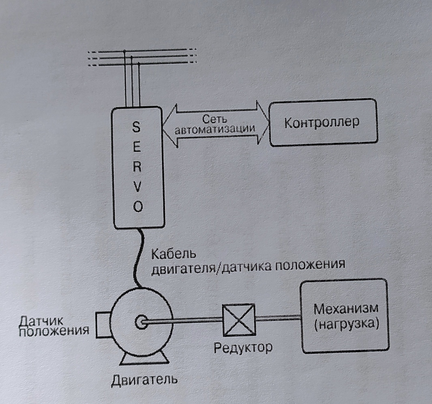 S
E
R
V
O
Сеть
автоматизации
Контроллер
Кабель
двигателя/датчика положения
Датчик
положения
Механизм
(нагрузка)
Редуктор
Двигатель